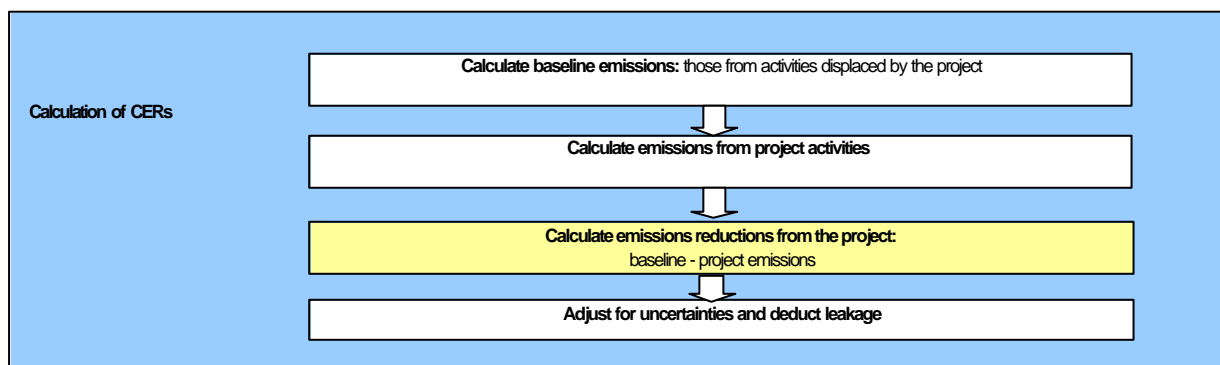 Calculate baseline emissions: those from activities displaced by the project
Calculation of CERs
Calculate emissions from project activities
Calculate emissions reductions from the project:
baseline - project emissions
Adjust for uncertainties and deduct leakage